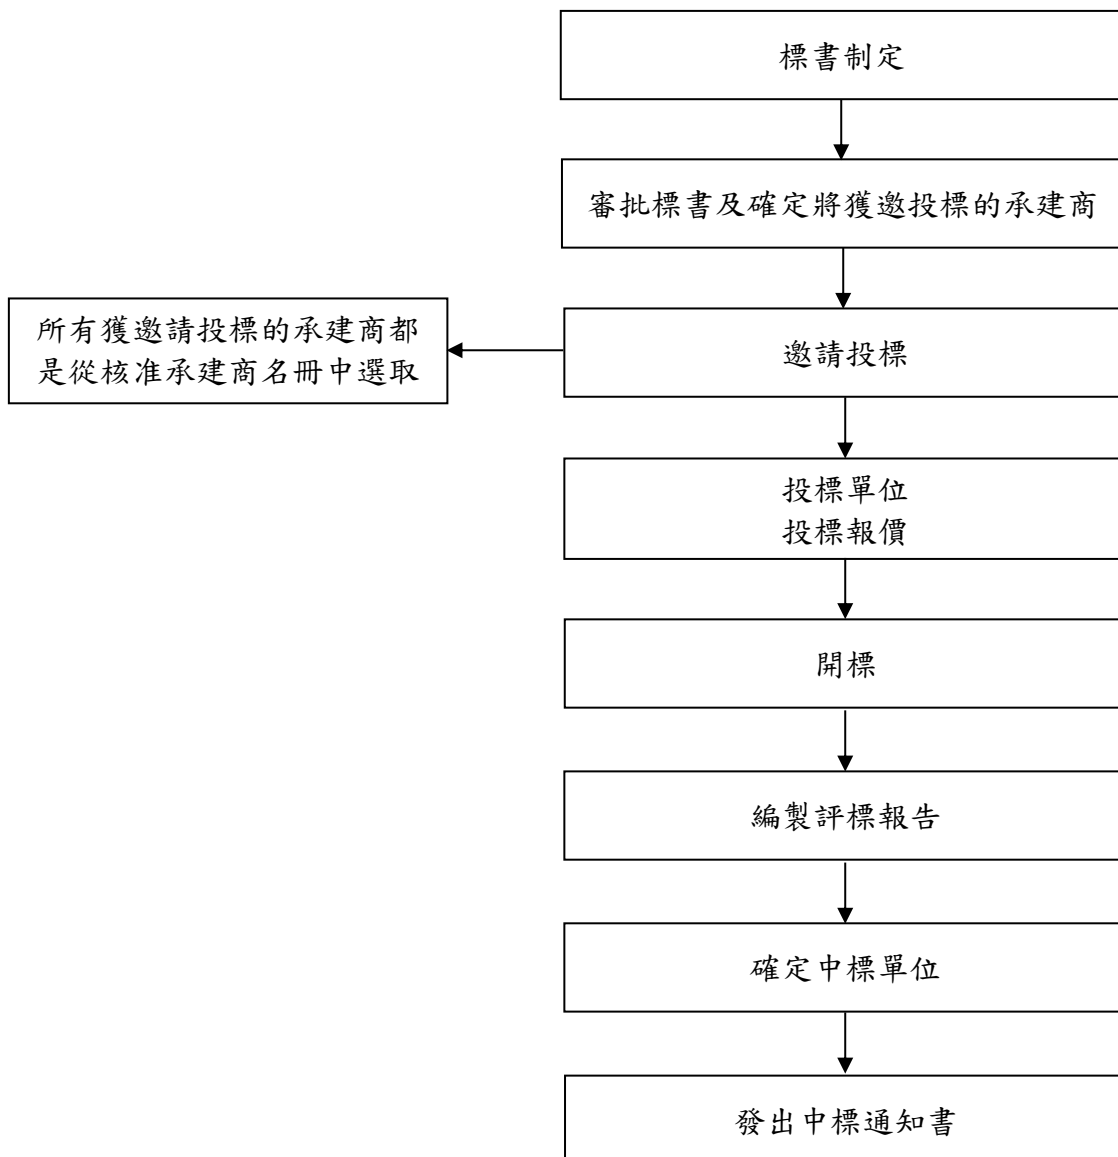 標書制定
審批標書及確定將獲邀投標的承建商
所有獲邀請投標的承建商都
是從核准承建商名冊中選取
邀請投標
投標單位
投標報價
開標
編製評標報告
確定中標單位
發出中標通知書